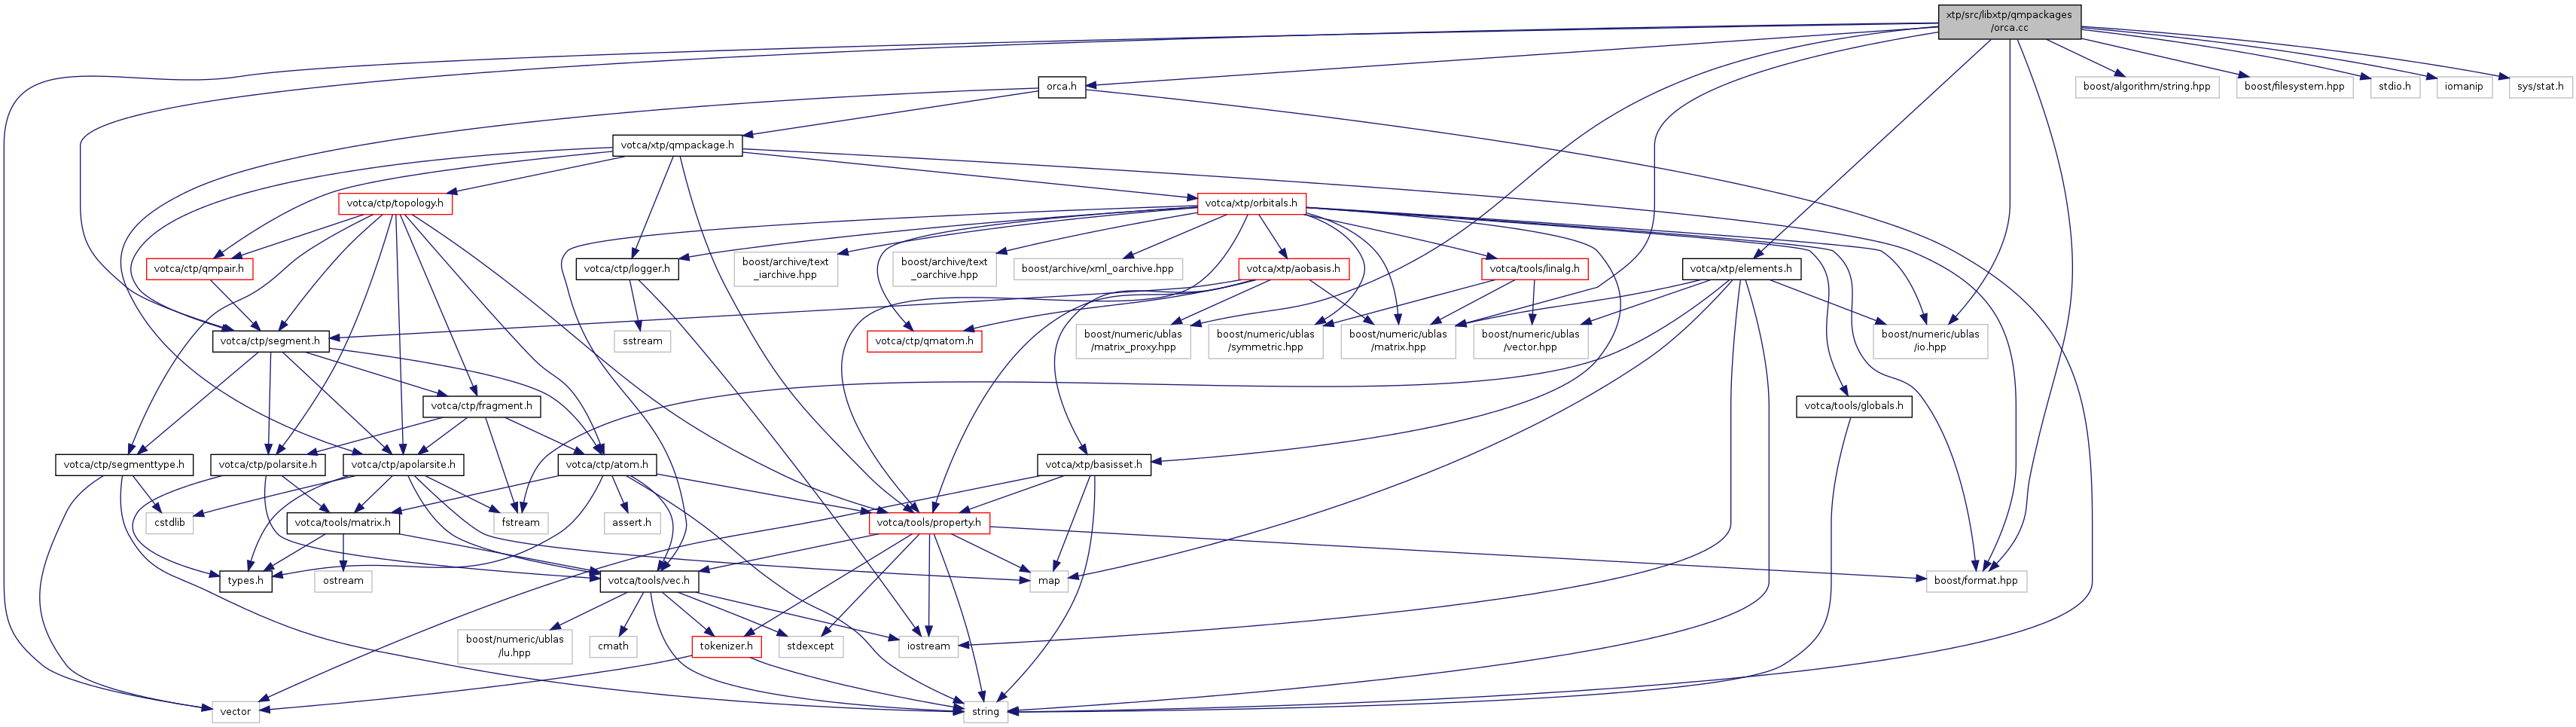 xtp/src/libxtp/qmpackages
/orca.cc
orca.h
boost/algorithm/string.hpp
boost/filesystem.hpp
stdio.h
iomanip
sys/stat.h
votca/xtp/qmpackage.h
votca/ctp/topology.h
votca/xtp/orbitals.h
votca/ctp/qmpair.h
votca/ctp/logger.h
boost/archive/text
_iarchive.hpp
boost/archive/text
_oarchive.hpp
boost/archive/xml_oarchive.hpp
votca/xtp/aobasis.h
votca/tools/linalg.h
votca/xtp/elements.h
votca/ctp/segment.h
sstream
votca/ctp/qmatom.h
boost/numeric/ublas
/matrix_proxy.hpp
boost/numeric/ublas
/symmetric.hpp
boost/numeric/ublas
/matrix.hpp
boost/numeric/ublas
/vector.hpp
boost/numeric/ublas
/io.hpp
votca/ctp/fragment.h
votca/tools/globals.h
votca/ctp/segmenttype.h
votca/ctp/polarsite.h
votca/ctp/apolarsite.h
votca/ctp/atom.h
votca/xtp/basisset.h
cstdlib
votca/tools/matrix.h
fstream
assert.h
votca/tools/property.h
types.h
ostream
votca/tools/vec.h
map
boost/format.hpp
boost/numeric/ublas
/lu.hpp
cmath
tokenizer.h
stdexcept
iostream
vector
string